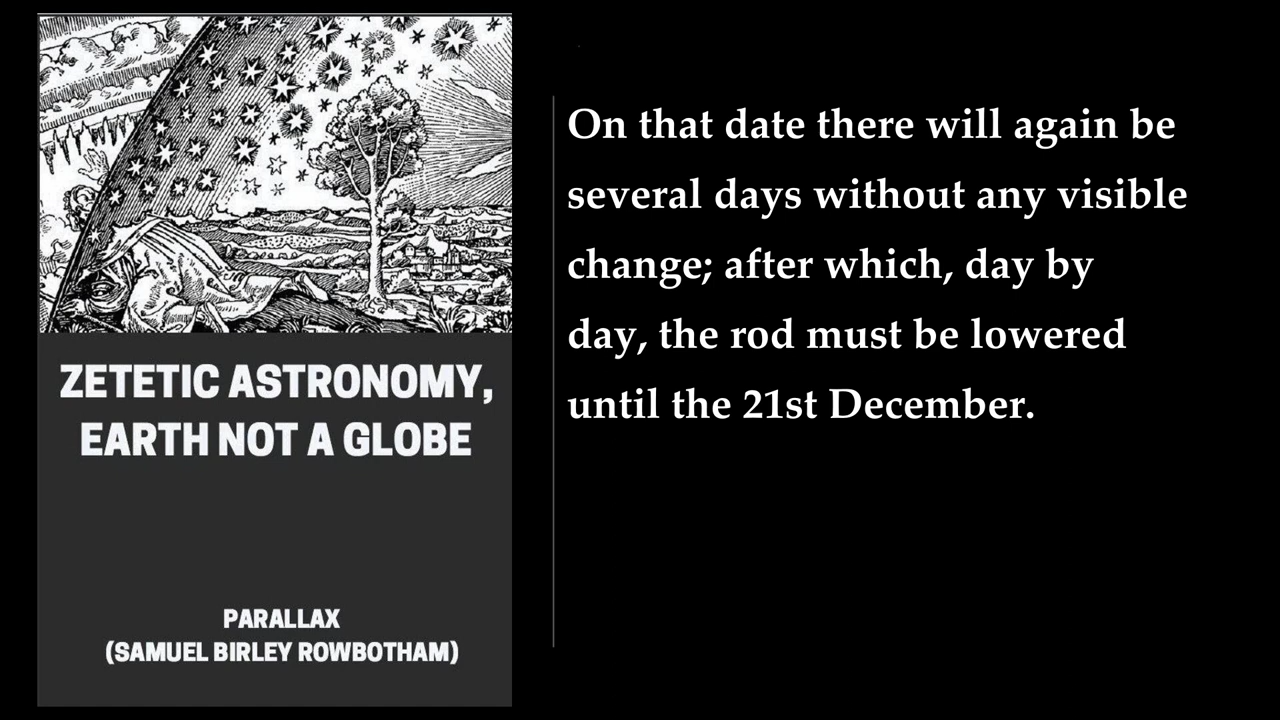 ZETETIC ASTRONOMY,
EARTH NOT A GLOBE
PARALLAX
(SAMUEL BIRLEY ROWBOTHAM)
On that date there will again be
several days without any visible
change; after which, day by
day, the rod must be lowered
until the 21st December.